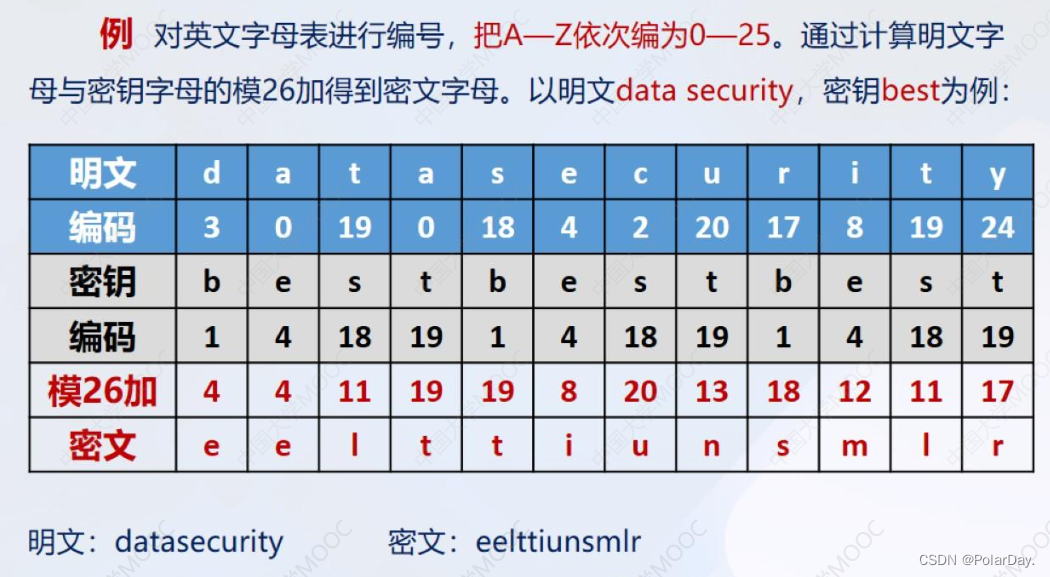 例 对英文字母表进行编号，把A—Z依次编为0—25。通过计算明文字
母与密钥字母的模26加得到密文字母。以明文data security，密钥best为例：
明文 d a t a s e c u r i t y
编码 3 0 19 0 18 4 2 20 17 8 19 24
密钥 b e s t b e s t b e s t
编码 1 4 18 19 1 4 18 19 1 4 18 19
模26加 4 4 11 19 19 8 20 13 18 12 11 17
密文 e e l t t i u n s m l r
明文：datasecurity 密文：eelttiunsmlr
CSDN @PolarDay.